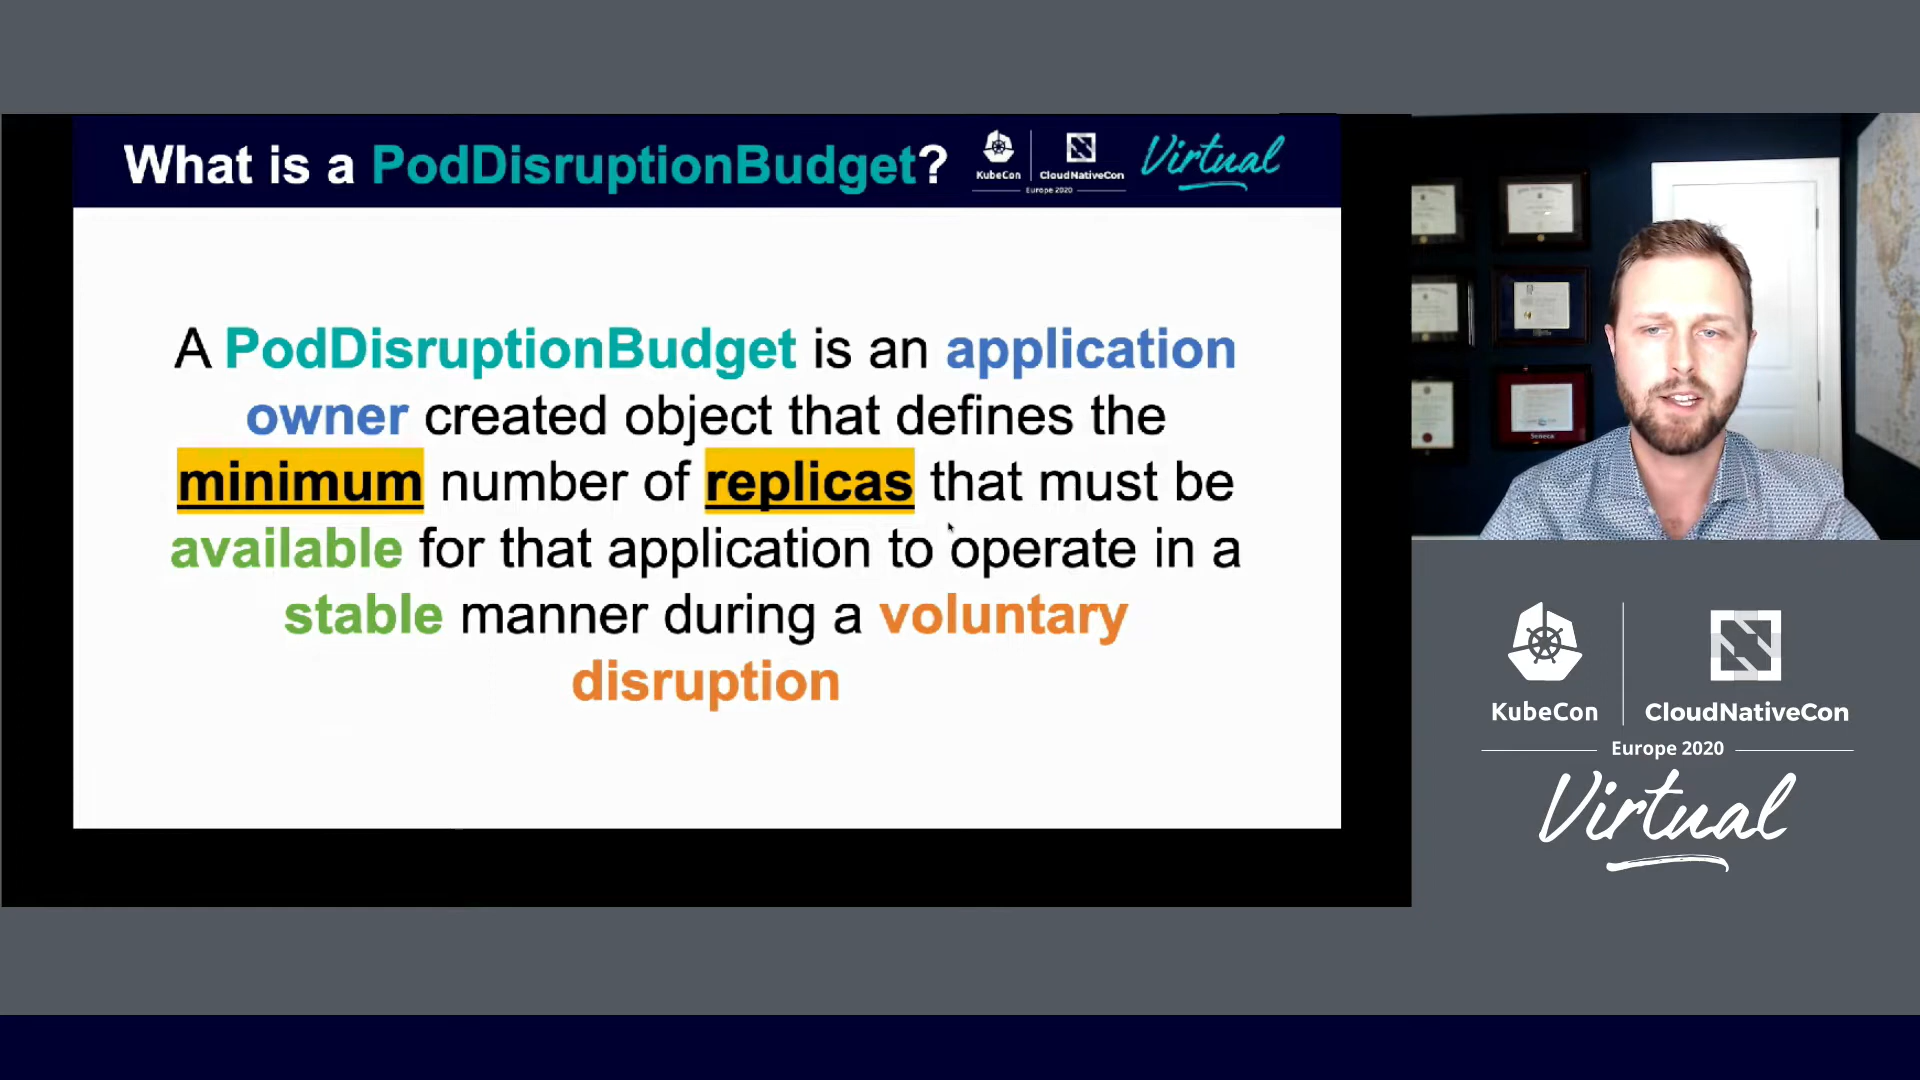 What is a PodDisruptionBudget?
KubeCon
CloudNativeCon
Europe 2020
Virtual
A PodDisruptionBudget is an application
owner created object that defines the
minimum number of replicas that must be
available for that application to operate in a
stable manner during a voluntary
disruption
Seneca
KubeCon
CloudNativeCon
Europe 2020
Virtual